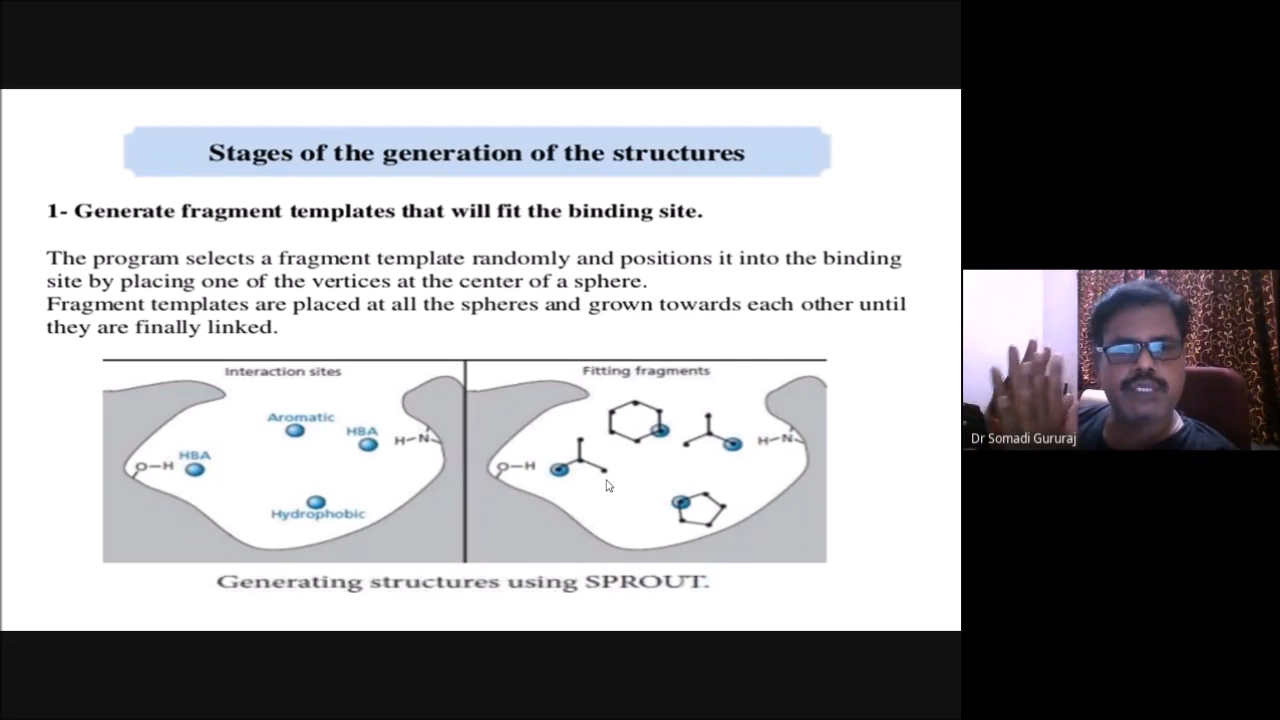 Stages of the generation of the structures
1- Generate fragment templates that will fit the binding site.
The program selects a fragment template randomly and positions it into the binding
site by placing one of the vertices at the center of a sphere.
Fragment templates are placed at all the spheres and grown towards each other until
they are finally linked.
Interaction sites
Aromatic
HBA
H-N
HBA
O-H
Hydrophobic
Fitting fragments
H-N
O-H
Generating structures using SPROUT.
Dr Somadi Gururaj